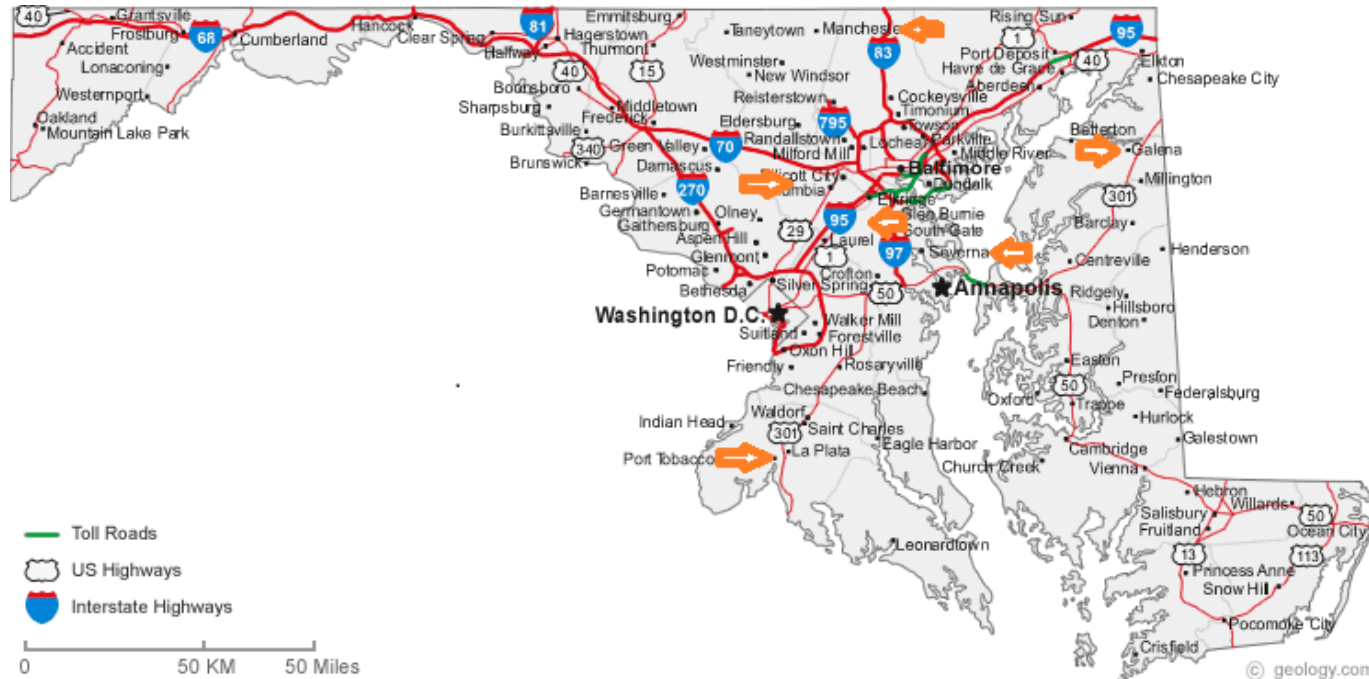 40
Grantsville
Frostburg
68
Cumberland
Accident
Lonaconing
Westernport
Oakland
Mountain Lake Park
Hancock
Clear Spring
81
Hagerstown
Halfway
Emmitsburg
Thurmont
40
15
Boonsboro
Sharpsburg
Middletown
Frederick
Burkittsville
340
Brunswick
Taneytown
Manchester
83
Westminster
New Windsor
Reisterstown
795
Eldersburg
Randallstown
Milford Mill
Green Valley
70
Damascus
Cockeysville
Timonium
Towson
Parkville
Lochearn
Middle River
Rising Sun
1
Port Deposit
95
Havre de Grace
40
Aberdeen
Elkton
Chesapeake City
Betterton
Galena
Millington
301
Barclay
Henderson
Centreville
Ridgely
Hillsboro
Denton
Baltimore
Dundalk
Ellicott City
Columbia
Elkridge
270
Barnesville
Germantown
Gaithersburg
Olney
Aspen Hill
Glenmont
29
95
Glen Burnie
South Gate
Laurel
1
97
Severna
Crofton
Potomac
Bethesda
Silver Spring
50
Annapolis
Washington D.C.
Walker Mill
Suitland
Forestville
Oxon Hill
Friendly
Rosaryville
Chesapeake Beach
Easton
50
Preston
Federalsburg
Oxford
Trappe
Hurlock
Indian Head
Waldorf
Saint Charles
301
La Plata
Port Tobacco
Eagle Harbor
Cambridge
Galestown
Church Creek
Vienna
Hebron
Willards
Salisbury
50
Fruitland
Ocean City
13
113
Princess Anne
Snow Hill
Leonardtown
Pocomoke City
Crisfield
Toll Roads
US Highways
Interstate Highways
0 50 KM 50 Miles
© geology.com